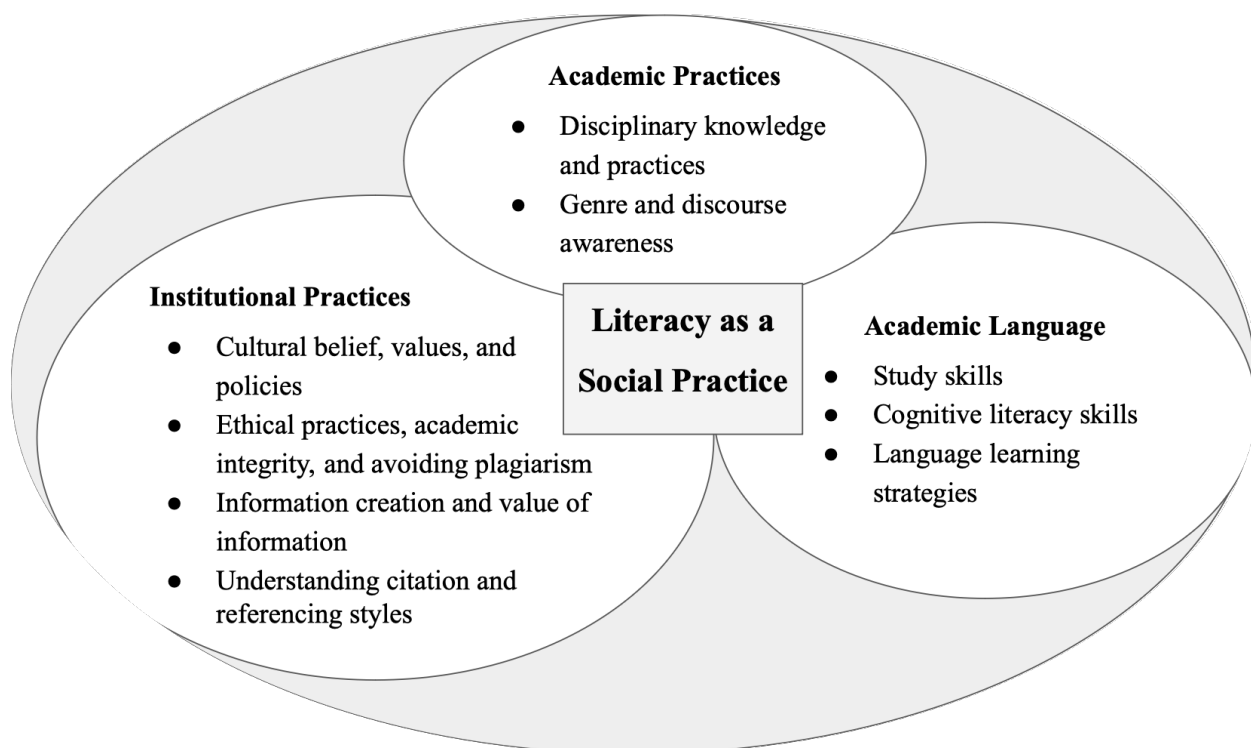 Academic Practices
● Disciplinary knowledge
and practices
● Genre and discourse
awareness
Institutional Practices
● Cultural belief, values, and
policies
● Ethical practices, academic
integrity, and avoiding plagiarism
● Information creation and value of
information
● Understanding citation and
referencing styles
Literacy as a
Social Practice
Academic Language
● Study skills
● Cognitive literacy skills
● Language learning
strategies